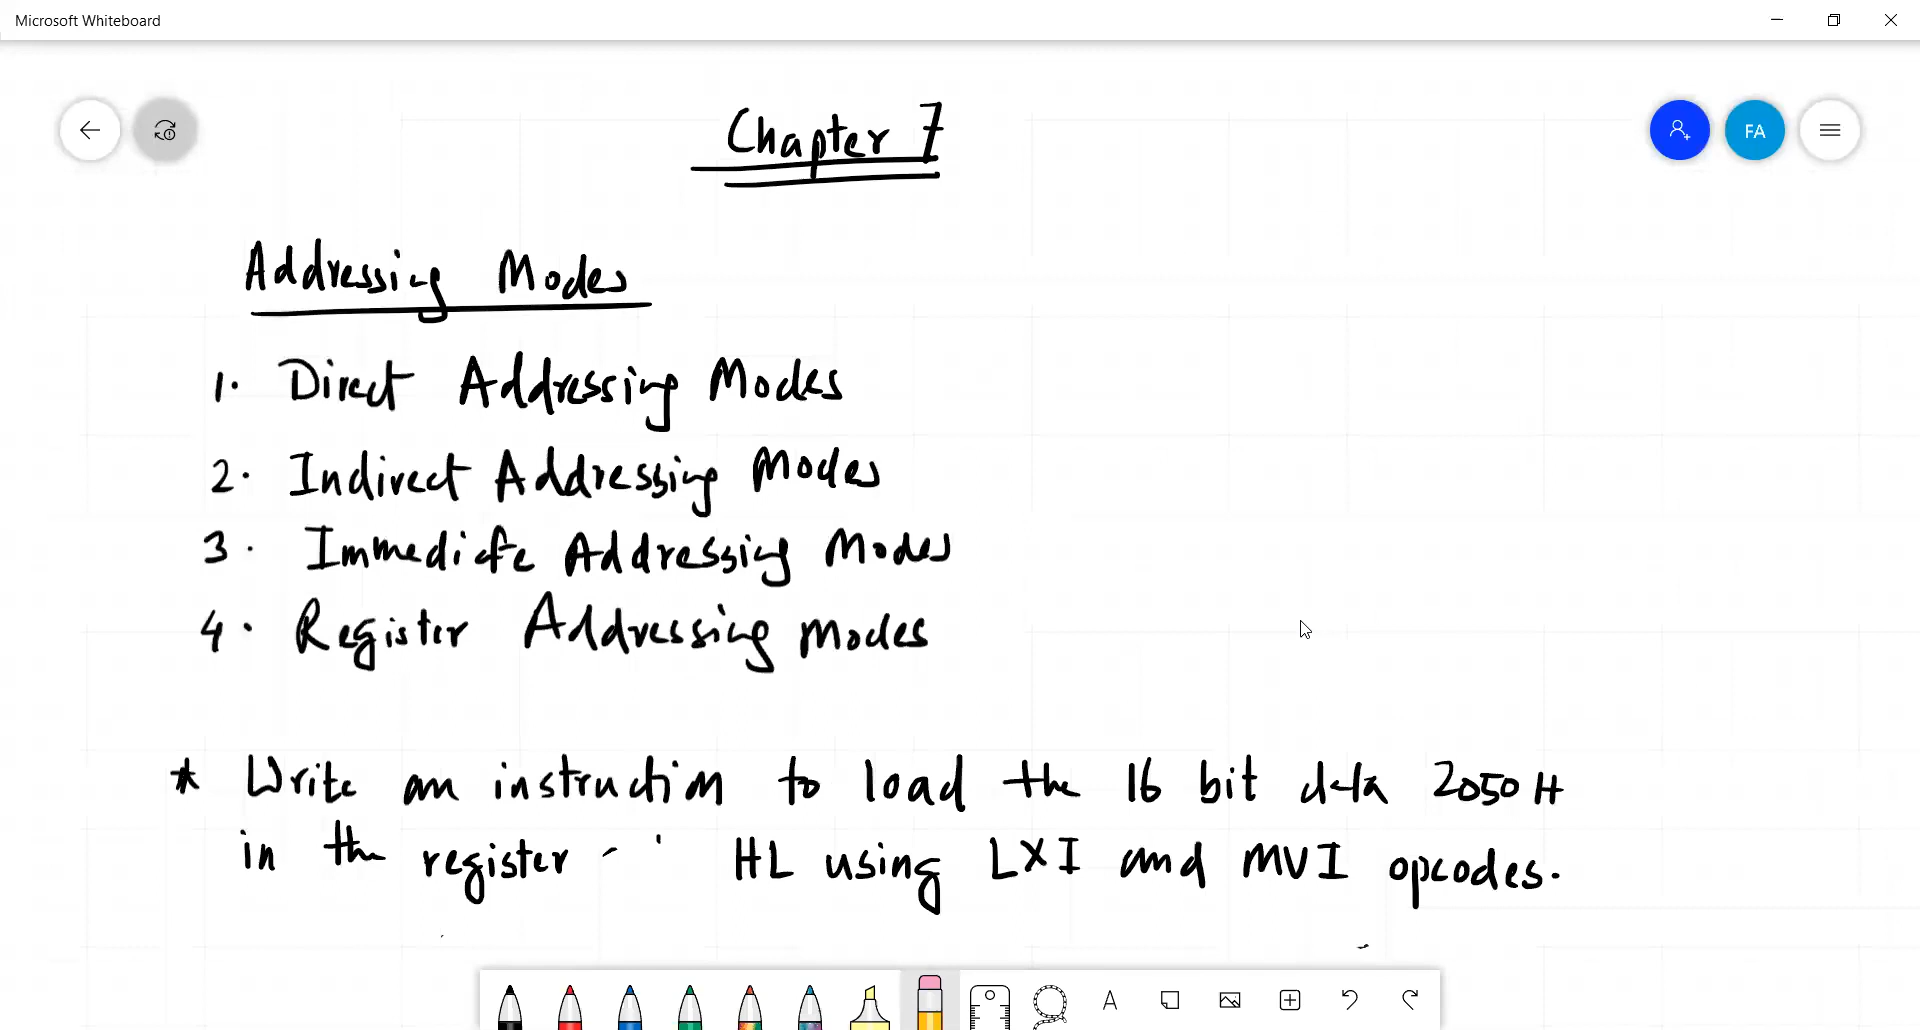 Microsoft Whiteboard
Chapter 7
FA
Addressing Modes
1. Direct Addressing Modes
2. Indirect Addressing Modes
3. Immediate Addressing Modes
4. Register Addressing Modes
* Write an instruction to load the 16 bit data 2050 H
in the register HL using LXI and MVI opcodes.
A